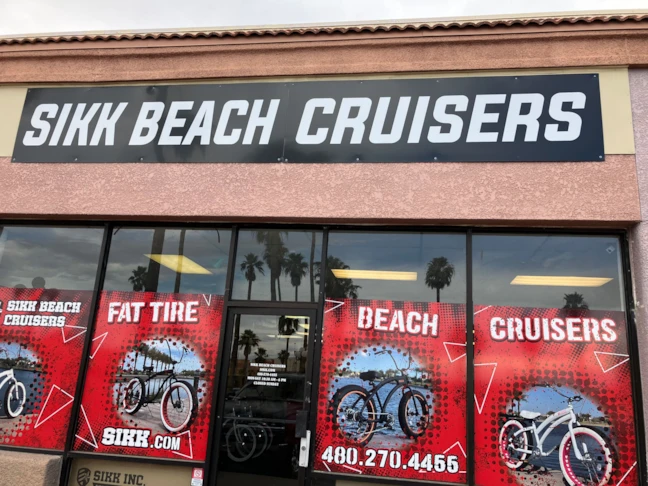 SIKK BEACH CRUISERS
SIKK BEACH
CRUISERS
FAT TIRE
SIKK.COM
BEACH
480.270.4455
CRUISERS
SIKK INC.